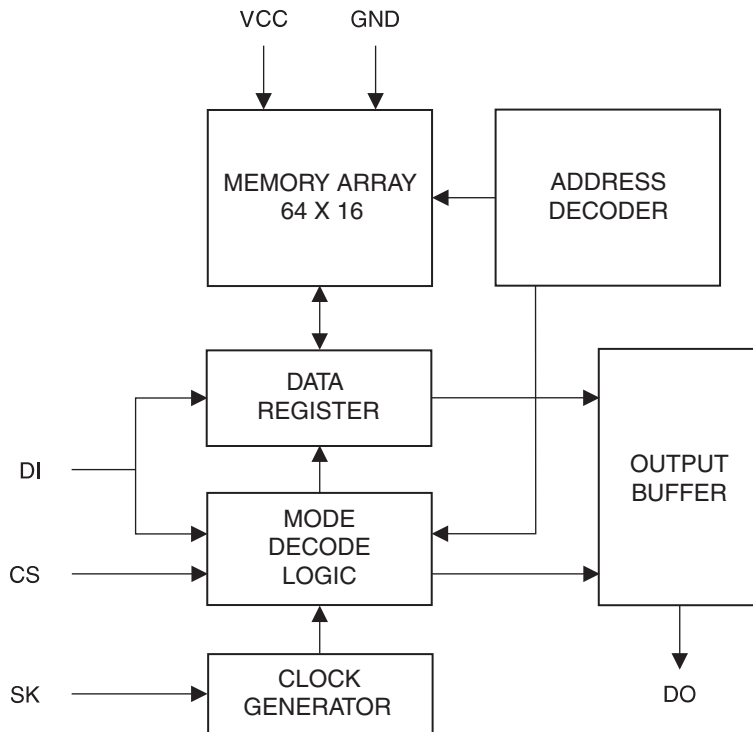 VCC
GND
MEMORY ARRAY
64 X 16
ADDRESS
DECODER
DATA
REGISTER
DI
OUTPUT
BUFFER
MODE
DECODE
LOGIC
CS
SK
CLOCK
GENERATOR
DO